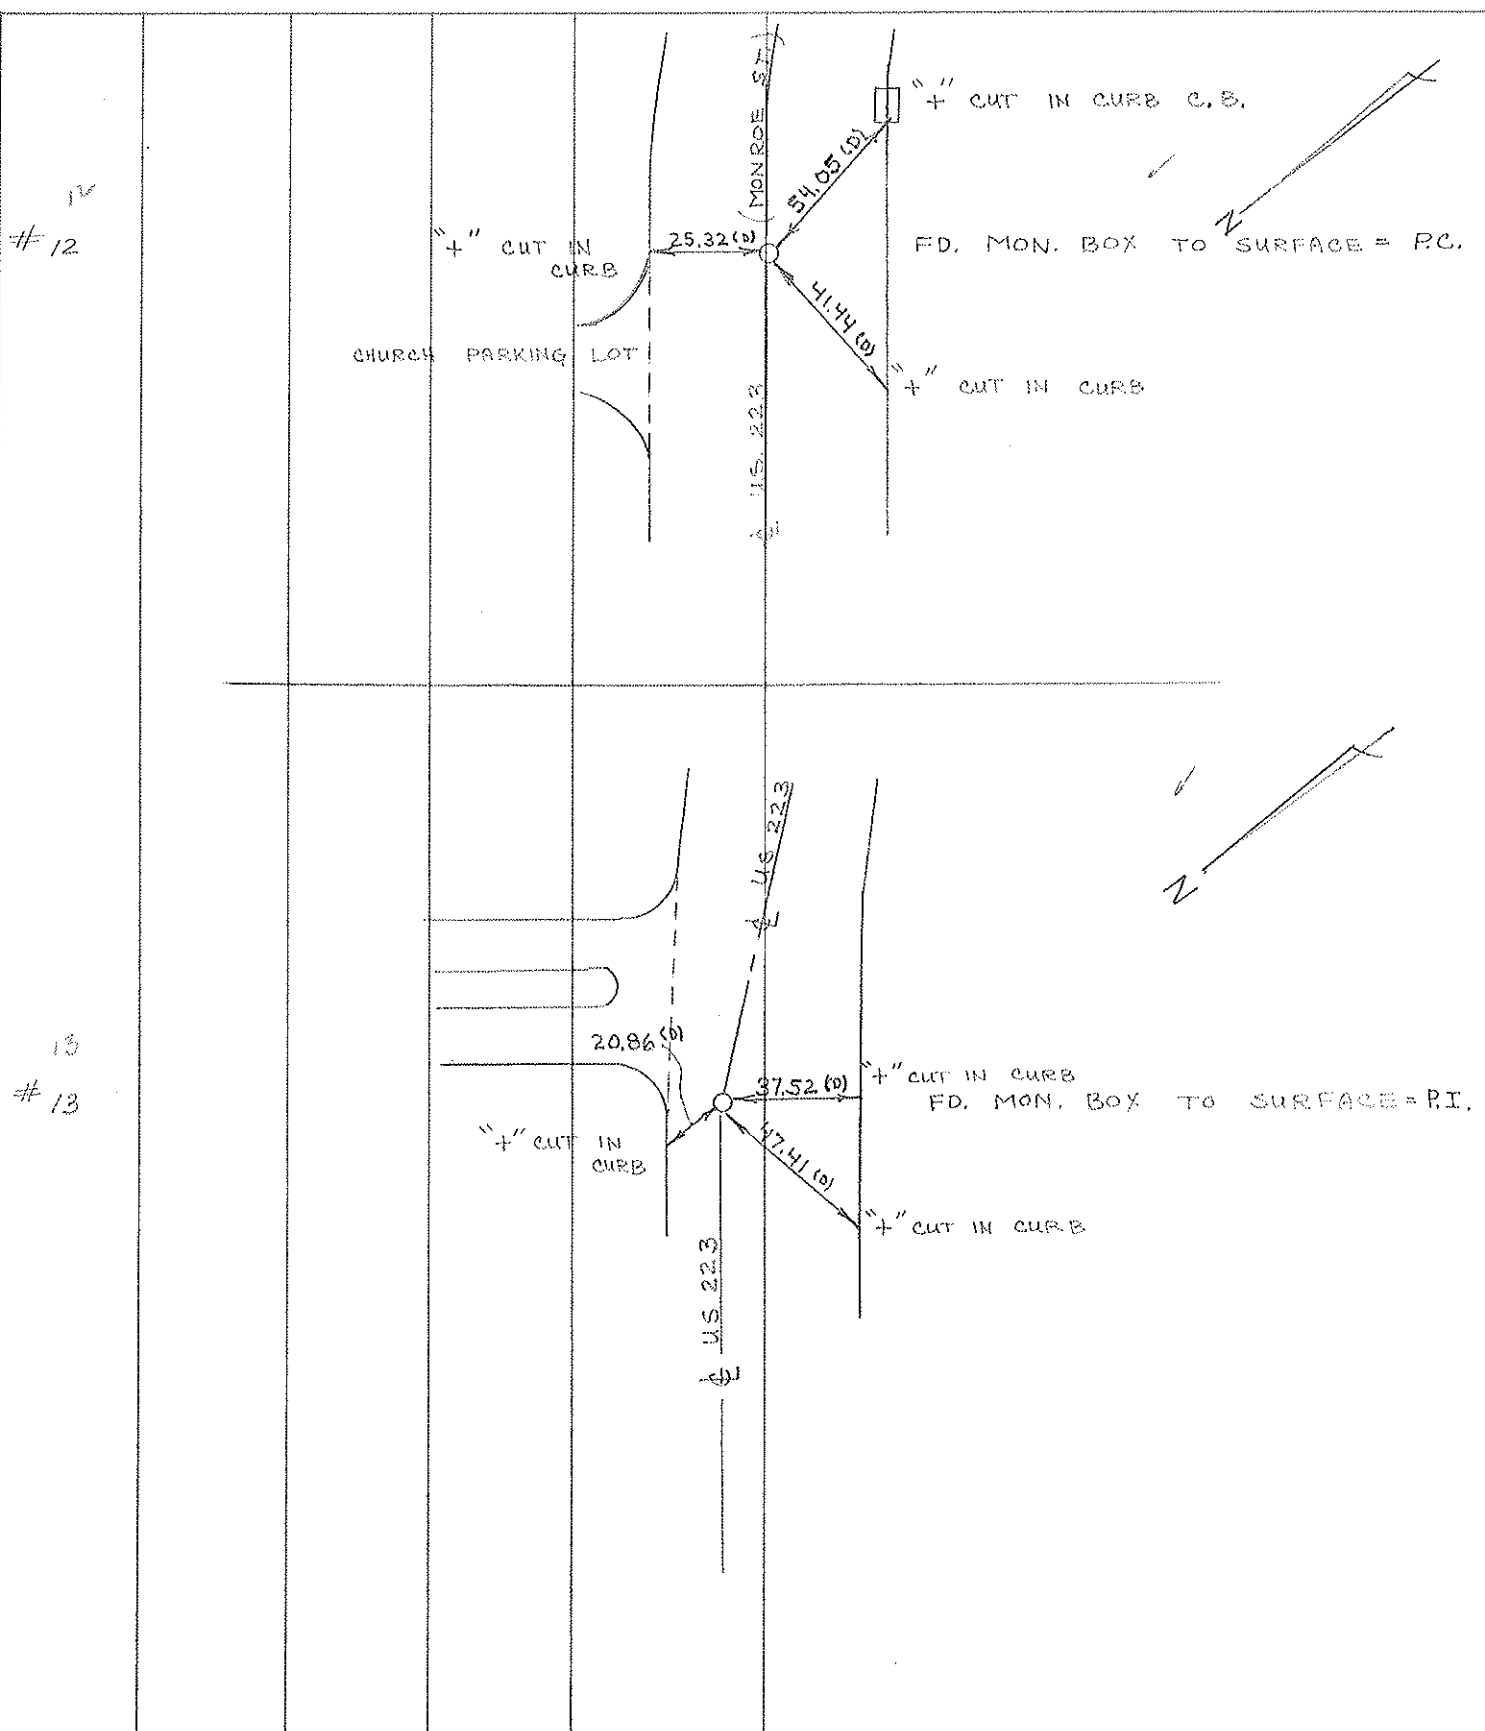 "+" CUT IN CURB C.B.
(MONROE ST)
54.05 (D)
12
# 12
"+" CUT IN
CURB
25.32 (D)
N
FD. MON. BOX TO SURFACE = P.C.
41.44 (D)
CHURCH PARKING LOT
"+" CUT IN CURB
℄ US. 223
℄ US 223
N
13
# 13
20.86 (D)
37.52 (D)
"+" CUT IN CURB
FD. MON. BOX TO SURFACE = P.I.
"+" CUT IN
CURB
47.41 (D)
"+" CUT IN CURB
℄ US 223